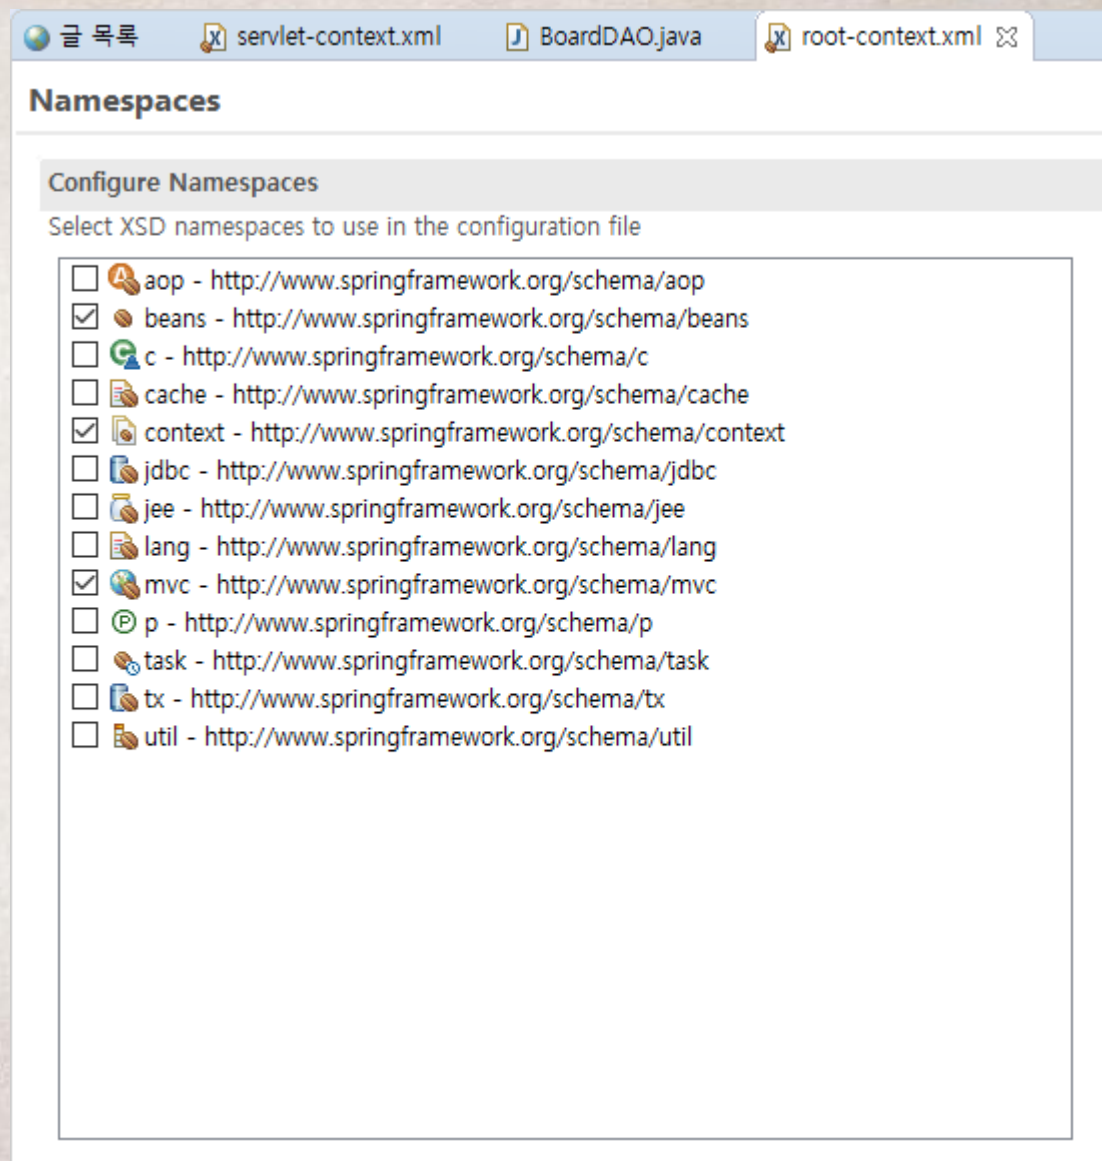 글 목록 servlet-context.xml BoardDAO.java root-context.xml
Namespaces
Configure Namespaces
Select XSD namespaces to use in the configuration file
aop - http://www.springframework.org/schema/aop
beans - http://www.springframework.org/schema/beans
c - http://www.springframework.org/schema/c
cache - http://www.springframework.org/schema/cache
context - http://www.springframework.org/schema/context
jdbc - http://www.springframework.org/schema/jdbc
jee - http://www.springframework.org/schema/jee
lang - http://www.springframework.org/schema/lang
mvc - http://www.springframework.org/schema/mvc
p - http://www.springframework.org/schema/p
task - http://www.springframework.org/schema/task
tx - http://www.springframework.org/schema/tx
util - http://www.springframework.org/schema/util